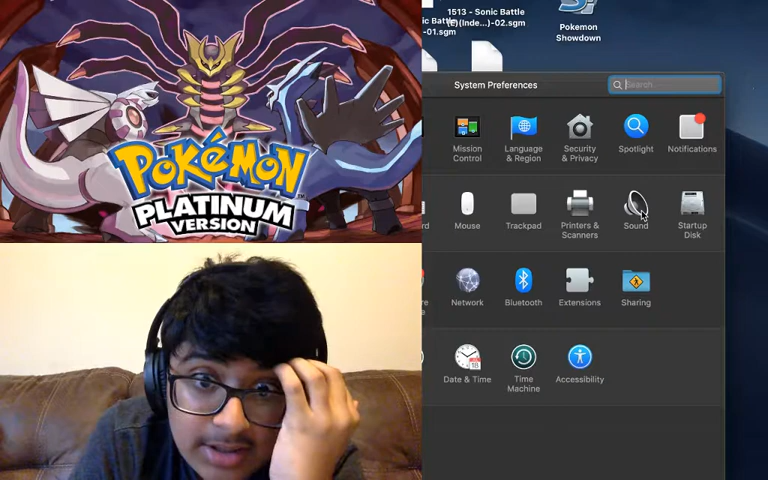 POKéMON
PLATINUM
VERSION
1513 - Sonic Battle
(E)(Inde...)-02.sgm
-01.sgm
Pokemon
Showdown
System Preferences
Search
Mission
Control
Language
& Region
Security
& Privacy
Spotlight
Notifications
Mouse
Trackpad
Printers &
Scanners
Sound
Startup
Disk
Network
Bluetooth
Extensions
Sharing
Date & Time
Time
Machine
Accessibility